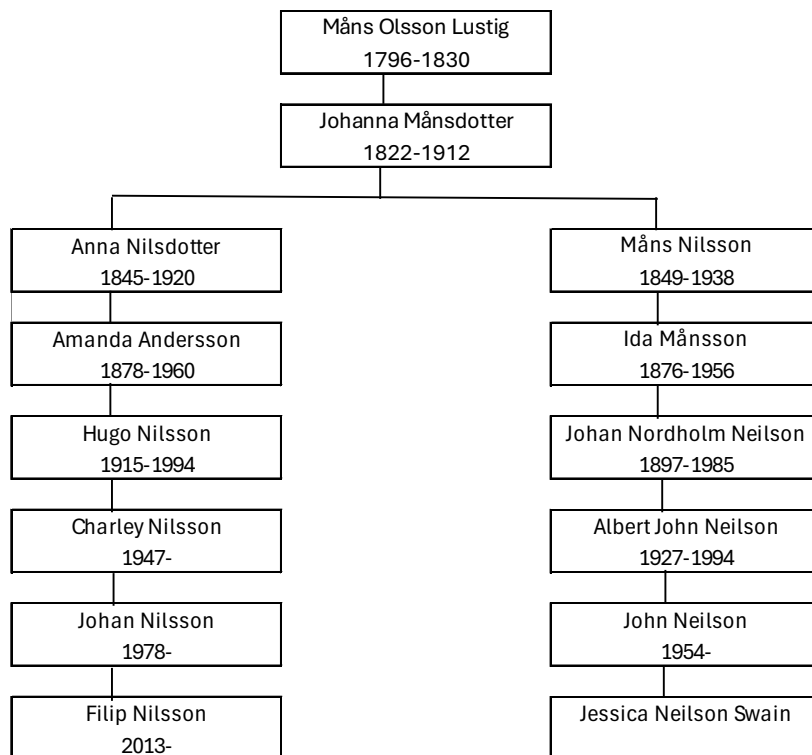 Måns Olsson Lustig
1796-1830
Johanna Månsdotter
1822-1912
Anna Nilsdotter
1845-1920
Måns Nilsson
1849-1938
Amanda Andersson
1878-1960
Ida Månsson
1876-1956
Hugo Nilsson
1915-1994
Johan Nordholm Neilson
1897-1985
Charley Nilsson
1947-
Albert John Neilson
1927-1994
Johan Nilsson
1978-
John Neilson
1954-
Filip Nilsson
2013-
Jessica Neilson Swain